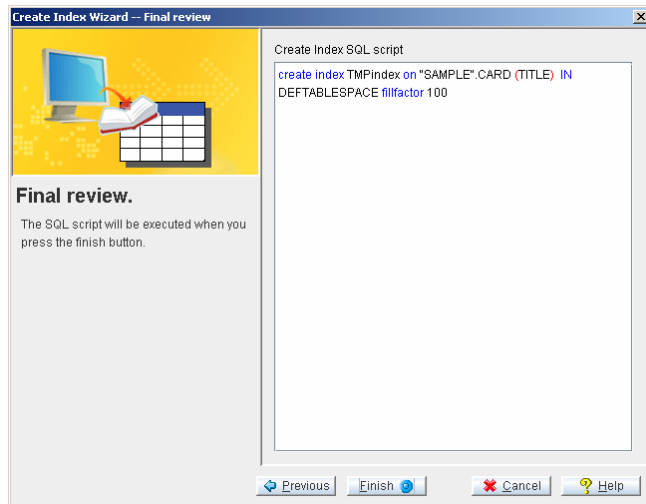 Create Index Wizard -- Final review
Create Index SQL script
create index TMPindex on "SAMPLE".CARD (TITLE) IN
DEFTABLESPACE fillfactor 100
Final review.
The SQL script will be executed when you
press the finish button.
Previous Finish Cancel Help